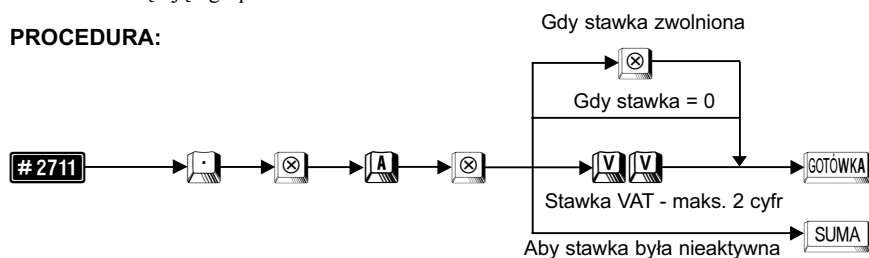 Gdy stawka zwolniona
PROCEDURA:
⊗
Gdy stawka = 0
#2711 · ⊗ A ⊗ V V GOTÓWKA
Stawka VAT - maks. 2 cyfr
SUMA
Aby stawka była nieaktywna